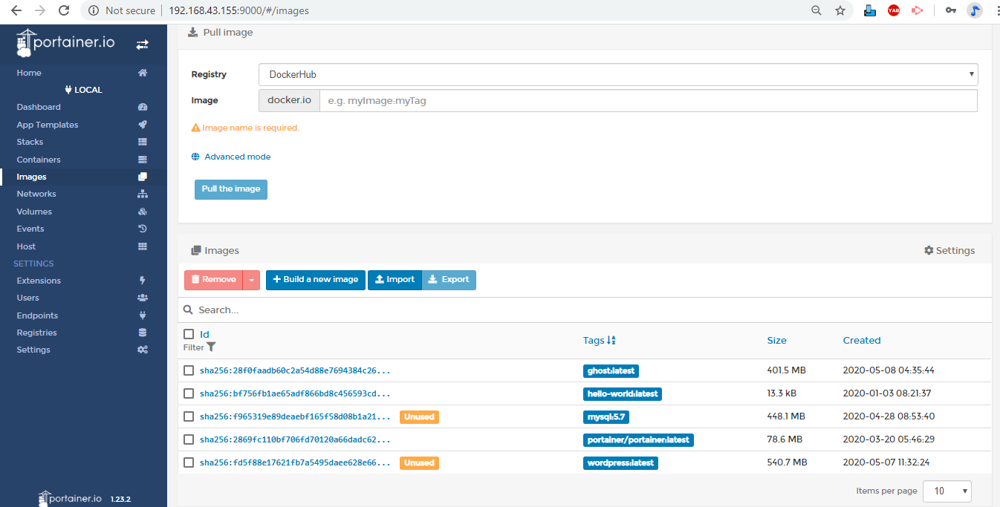 Not secure 192.168.43.155:9000/#/images
YAB
portainer.io
Home
LOCAL
Dashboard
App Templates
Stacks
Containers
Images
Networks
Volumes
Events
Host
SETTINGS
Extensions
Users
Endpoints
Registries
Settings
portainer.io 1.23.2
Pull image
Registry DockerHub
Image docker.io e.g. myImage:myTag
Image name is required.
Advanced mode
Pull the image
Images Settings
Remove Build a new image Import Export
Search...
Id Tags Size Created
Filter
sha256:28f0faadb60c2a54d88e7694384c26... ghost:latest 401.5 MB 2020-05-08 04:35:44
sha256:bf756fb1ae65adf866bd8c456593cd... hello-world:latest 13.3 kB 2020-01-03 08:21:37
sha256:f965319e89deaebf165f58d08b1a21... Unused mysql:5.7 448.1 MB 2020-04-28 08:53:40
sha256:2869fc110bf706fd70120a66dadc62... portainer/portainer:latest 78.6 MB 2020-03-20 05:46:29
sha256:fd5f88e17621fb7a5495daee628e66... Unused wordpress:latest 540.7 MB 2020-05-07 11:32:24
Items per page 10